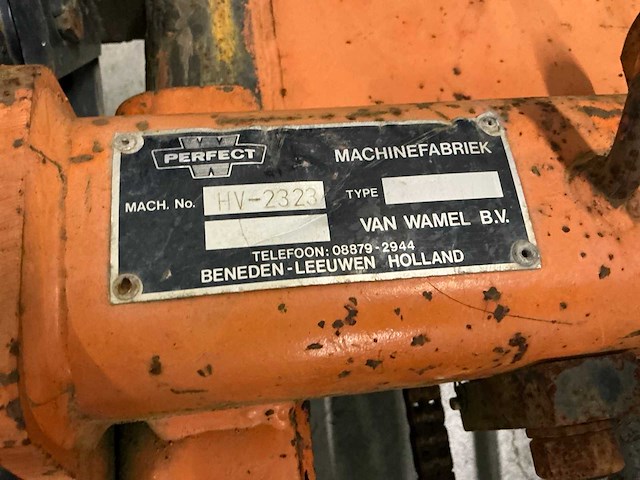 PERFECT
MACHINEFABRIEK
MACH. No. HV-2323 TYPE
VAN WAMEL B.V.
TELEFOON: 08879-2944
BENEDEN-LEEUWEN HOLLAND